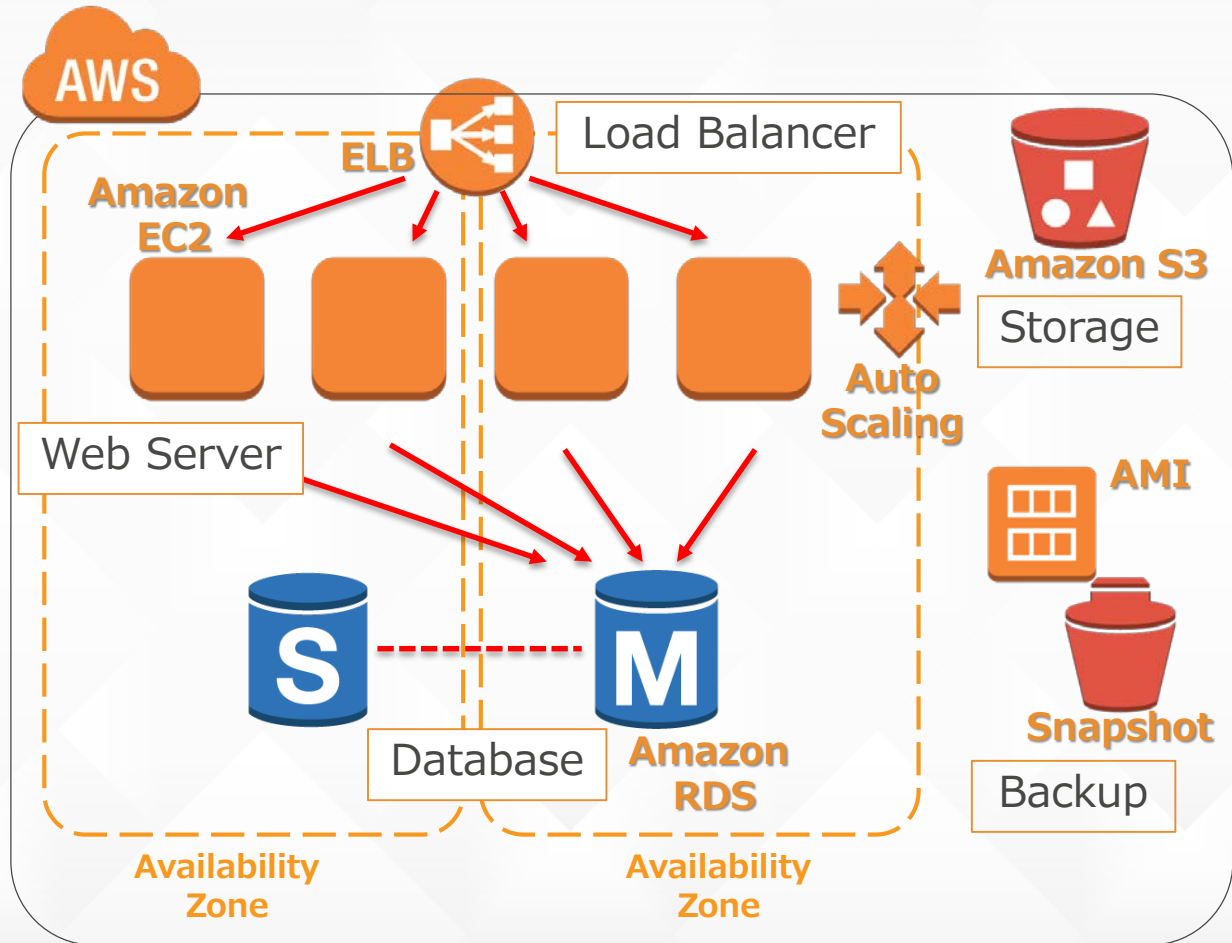 AWS
Load Balancer
ELB
Amazon
EC2
Amazon S3
Storage
Auto
Scaling
Web Server
AMI
S
M
Snapshot
Database
Amazon
RDS
Backup
Availability
Zone
Availability
Zone